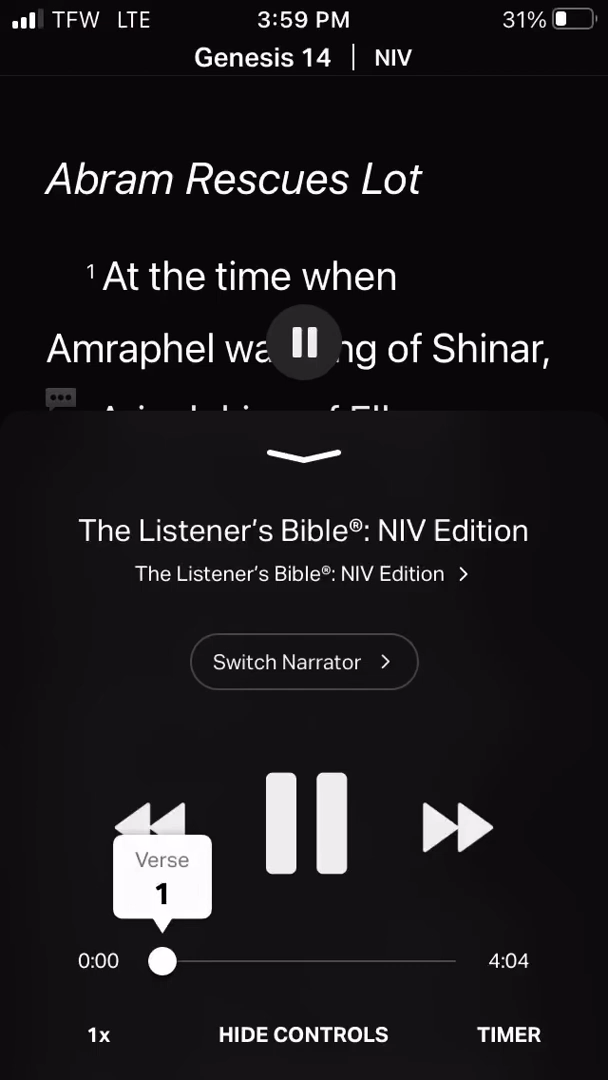 TFW LTE 3:59 PM 31%
Genesis 14 | NIV
Abram Rescues Lot
1 At the time when
Amraphel wa ng of Shinar,
The Listener's Bible®: NIV Edition
The Listener's Bible®: NIV Edition
Switch Narrator
Verse
1
0:00 4:04
1x HIDE CONTROLS TIMER